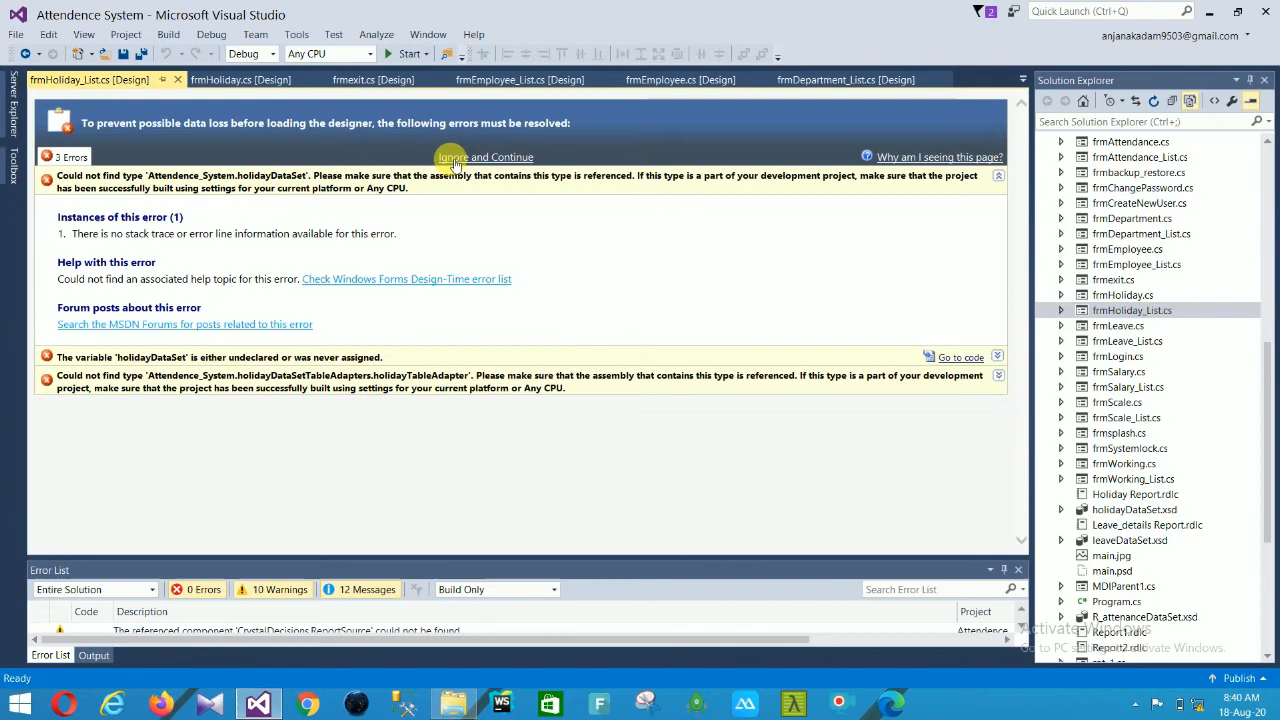 Attendence System - Microsoft Visual Studio
2
Quick Launch (Ctrl+;)
File Edit View Project Build Debug Team Tools Test Analyze Window Help
anjanakadam9503@gmail.com
Debug Any CPU Start
frmHoliday_List.cs [Design] frmHoliday.cs [Design] frmexit.cs [Design] frmEmployee_List.cs [Design] frmEmployee.cs [Design] frmDepartment_List.cs [Design]
Server Explorer
Toolbox
To prevent possible data loss before loading the designer, the following errors must be resolved:
3 Errors
Ignore and Continue
Why am I seeing this page?
Could not find type 'Attendence_System.holidayDataSet'. Please make sure that the assembly that contains this type is referenced. If this type is a part of your development project, make sure that the project
has been successfully built using settings for your current platform or Any CPU.
Instances of this error (1)
1. There is no stack trace or error line information available for this error.
Help with this error
Could not find an associated help topic for this error. Check Windows Forms Design-Time error list
Forum posts about this error
Search the MSDN Forums for posts related to this error
The variable 'holidayDataSet' is either undeclared or was never assigned.
Go to code
Could not find type 'Attendence_System.holidayDataSetTableAdapters.holidayTableAdapter'. Please make sure that the assembly that contains this type is referenced. If this type is a part of your development
project, make sure that the project has been successfully built using settings for your current platform or Any CPU.
Solution Explorer
Search Solution Explorer (Ctrl+;)
frmAttendance.cs
frmAttendance_List.cs
frmbackup_restore.cs
frmChangePassword.cs
frmCreateNewUser.cs
frmDepartment.cs
frmDepartment_List.cs
frmEmployee.cs
frmEmployee_List.cs
frmexit.cs
frmHoliday.cs
frmHoliday_List.cs
frmLeave.cs
frmLeave_List.cs
frmLogin.cs
frmSalary.cs
frmSalary_List.cs
frmScale.cs
frmScale_List.cs
frmsplash.cs
frmSystemlock.cs
frmWorking.cs
frmWorking_List.cs
Holiday Report.rdlc
holidayDataSet.xsd
Leave_details Report.rdlc
leaveDataSet.xsd
main.jpg
main.psd
MDIParent1.cs
Program.cs
R_attenanceDataSet.xsd
Report1.rdlc
Report2.rdlc
Activate Windows
Go to PC settings to activate Windows.
Error List
Entire Solution 0 Errors 10 Warnings 12 Messages Build Only Search Error List
Code Description Project
The referenced component 'CrystalDecisions.ReportSource' could not be found. Attendence
Error List Output
Ready
Publish
WS
F
8:40 AM
18-Aug-20